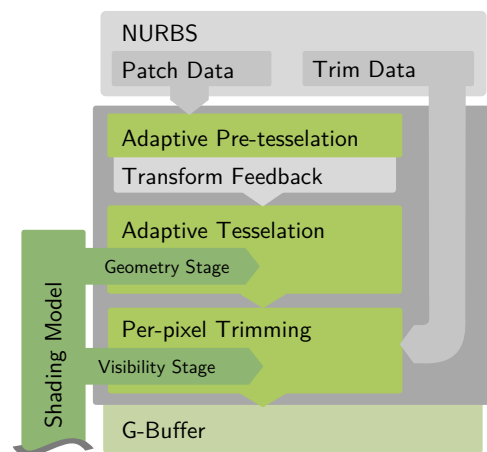 NURBS
Patch Data
Trim Data
Adaptive Pre-tesselation
Transform Feedback
Adaptive Tesselation
Geometry Stage
Shading Model
Per-pixel Trimming
Visibility Stage
G-Buffer